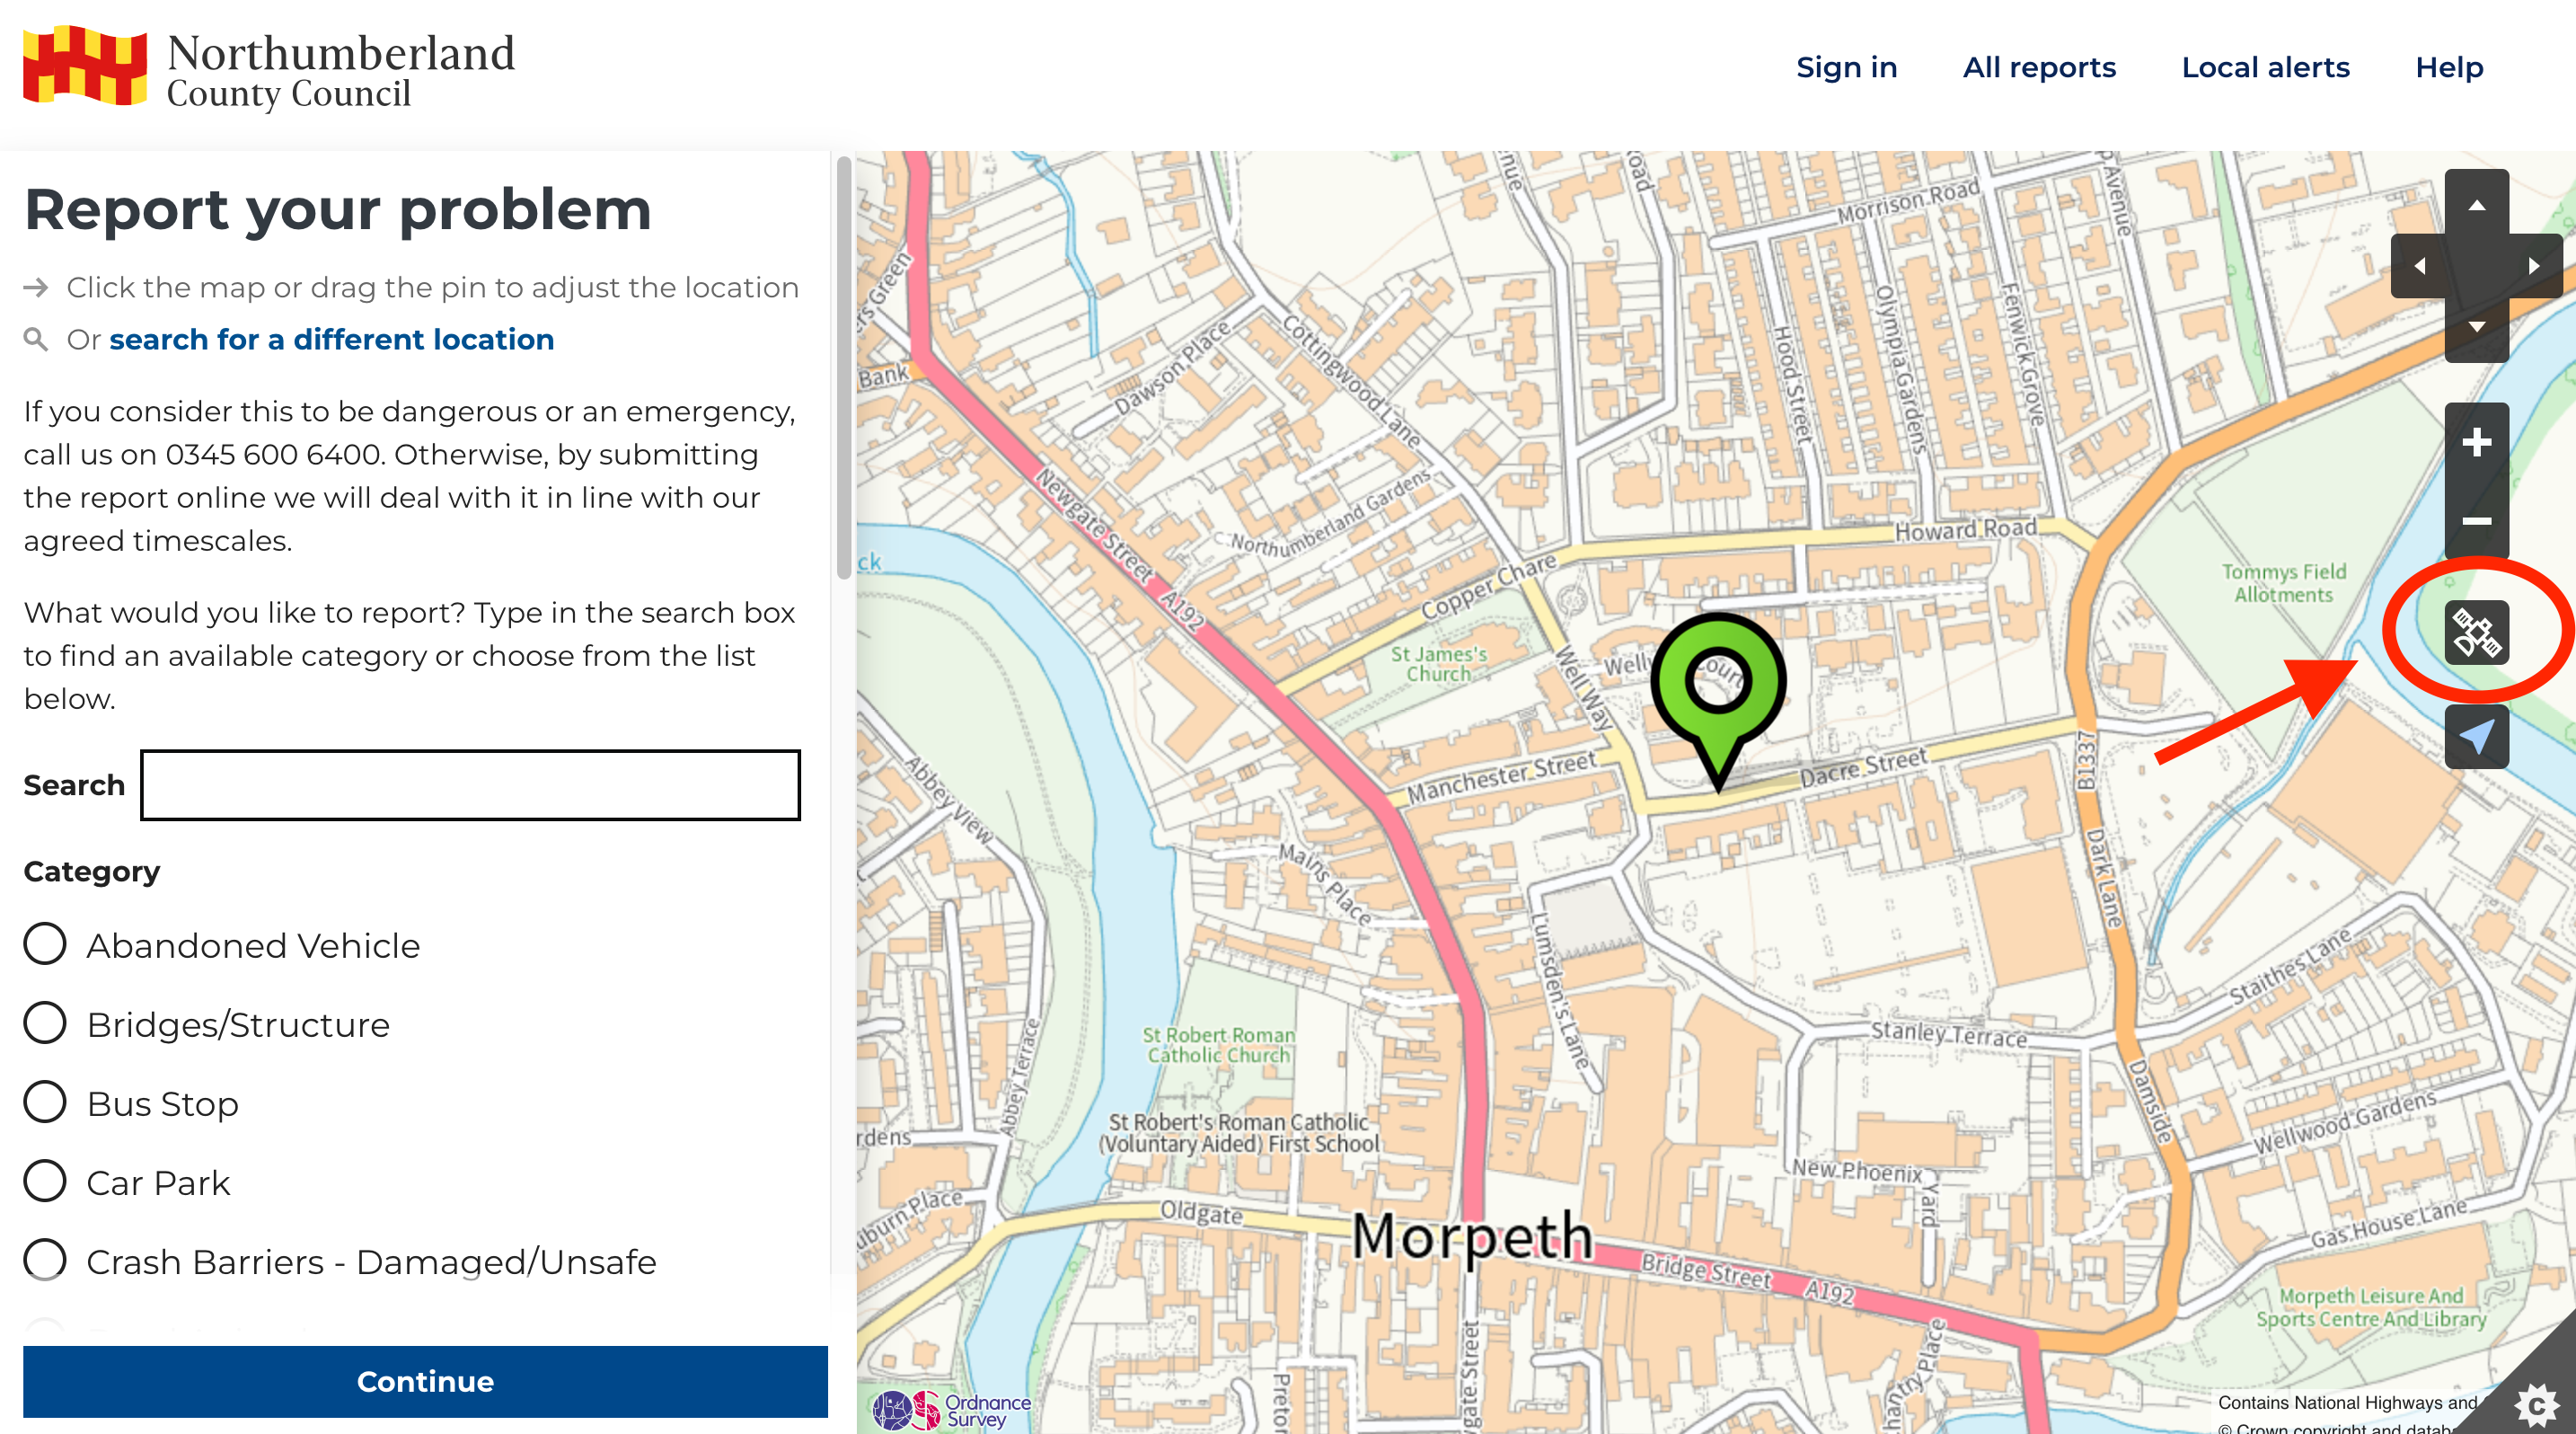 Northumberland
County Council
Sign in
All reports
Local alerts
Help
Report your problem
Click the map or drag the pin to adjust the location
Or search for a different location
If you consider this to be dangerous or an emergency,
call us on 0345 600 6400. Otherwise, by submitting
the report online we will deal with it in line with our
agreed timescales.
What would you like to report? Type in the search box
to find an available category or choose from the list
below.
Search
Category
Abandoned Vehicle
Bridges/Structure
Bus Stop
Car Park
Crash Barriers - Damaged/Unsafe
Continue
Morrison Road
Avenue
Dawson Place
Cottingwood Lane
Hood Street
Olympia Gardens
Fenwick Grove
Bank
Newgate Street
Northumberland Gardens
Howard Road
Copper Chare
A192
Tommys Field
Allotments
St James's
Church
Well Way
Court
Manchester Street
Dacre Street
B1337
Abbey View
Mains Place
Dark Lane
Lumsden's Lane
Staithes Lane
St Robert Roman
Catholic Church
Stanley Terrace
Abbey Terrace
St Robert's Roman Catholic
(Voluntary Aided) First School
Damside
Wellwood Gardens
New Phoenix
Yard
Oldgate
Morpeth
Gas House Lane
Bridge Street
A192
Morpeth Leisure And
Sports Centre And Library
Ordnance
Survey
Contains National Highways and